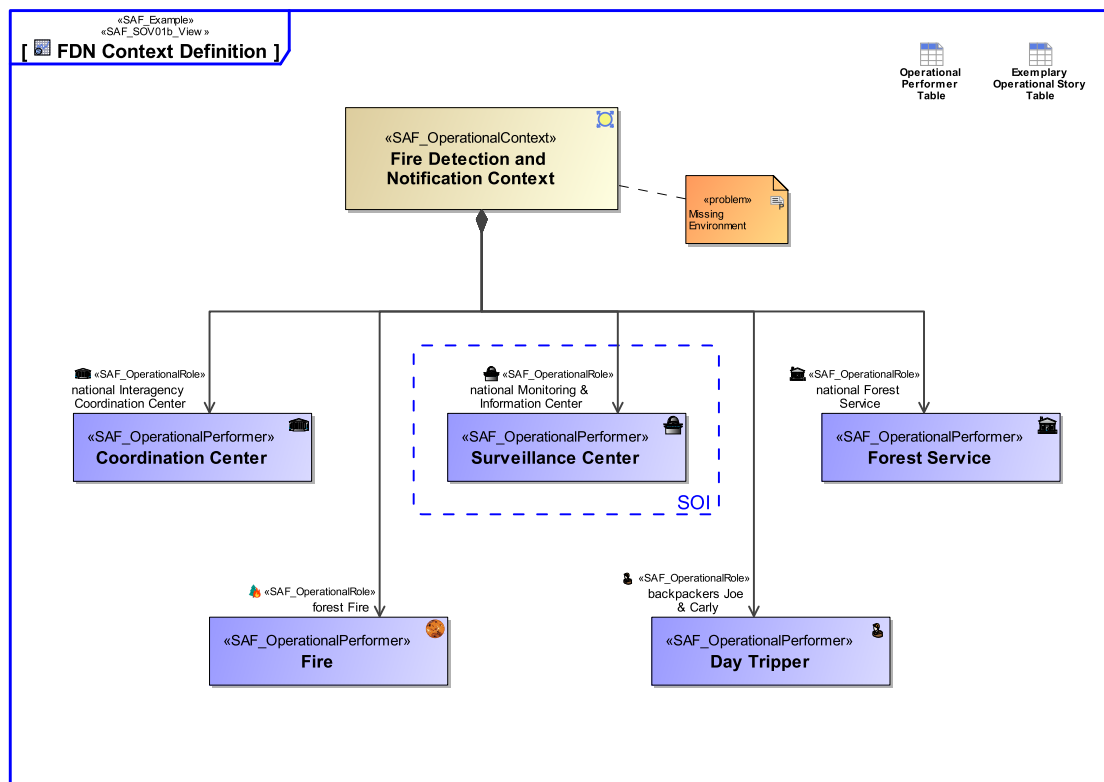 «SAF_Example»
«SAF_SOV01b_View »
[ FDN Context Definition ]
Operational
Performer
Table
Exemplary
Operational Story
Table
«SAF_OperationalContext»
Fire Detection and
Notification Context
«problem»
Missing
Environment
«SAF_OperationalRole»
national Interagency
Coordination Center
«SAF_OperationalPerformer»
Coordination Center
«SAF_OperationalRole»
national Monitoring &
Information Center
«SAF_OperationalPerformer»
Surveillance Center
SOI
«SAF_OperationalRole»
national Forest
Service
«SAF_OperationalPerformer»
Forest Service
«SAF_OperationalRole»
forest Fire
«SAF_OperationalPerformer»
Fire
«SAF_OperationalRole»
backpackers Joe
& Carly
«SAF_OperationalPerformer»
Day Tripper